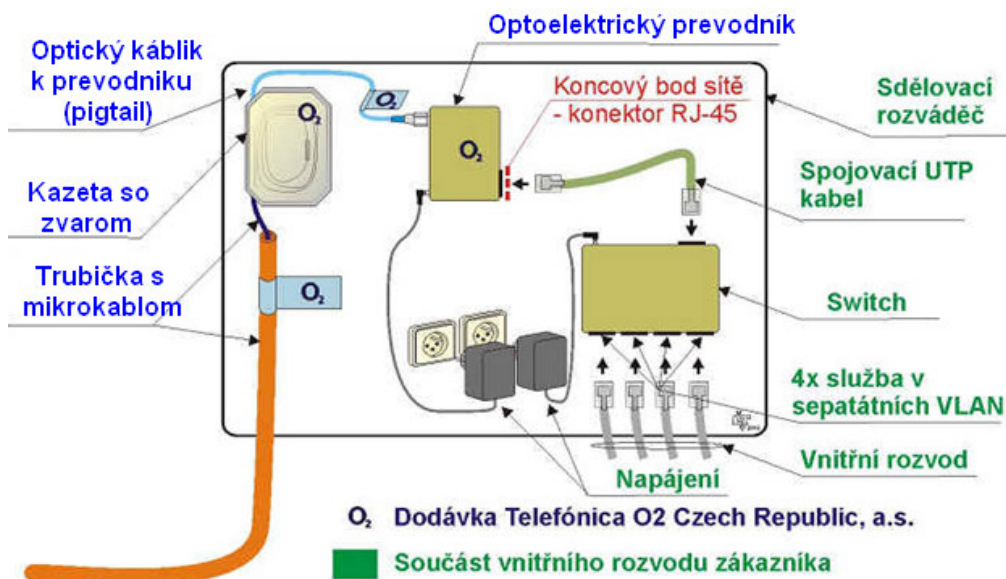 Optoelektrický prevodník
Optický káblik
k prevodniku
(pigtail)
O₂
O₂
Koncový bod sítě
- konektor RJ-45
Sdělovací
rozváděč
O₂
Spojovací UTP
kabel
Kazeta so
zvarom
Trubička s
mikrokablom
O₂
Switch
4x služba v
sepatátních VLAN
Vnitřní rozvod
Napájení
O₂ Dodávka Telefónica O2 Czech Republic, a.s.
Součást vnitřního rozvodu zákazníka